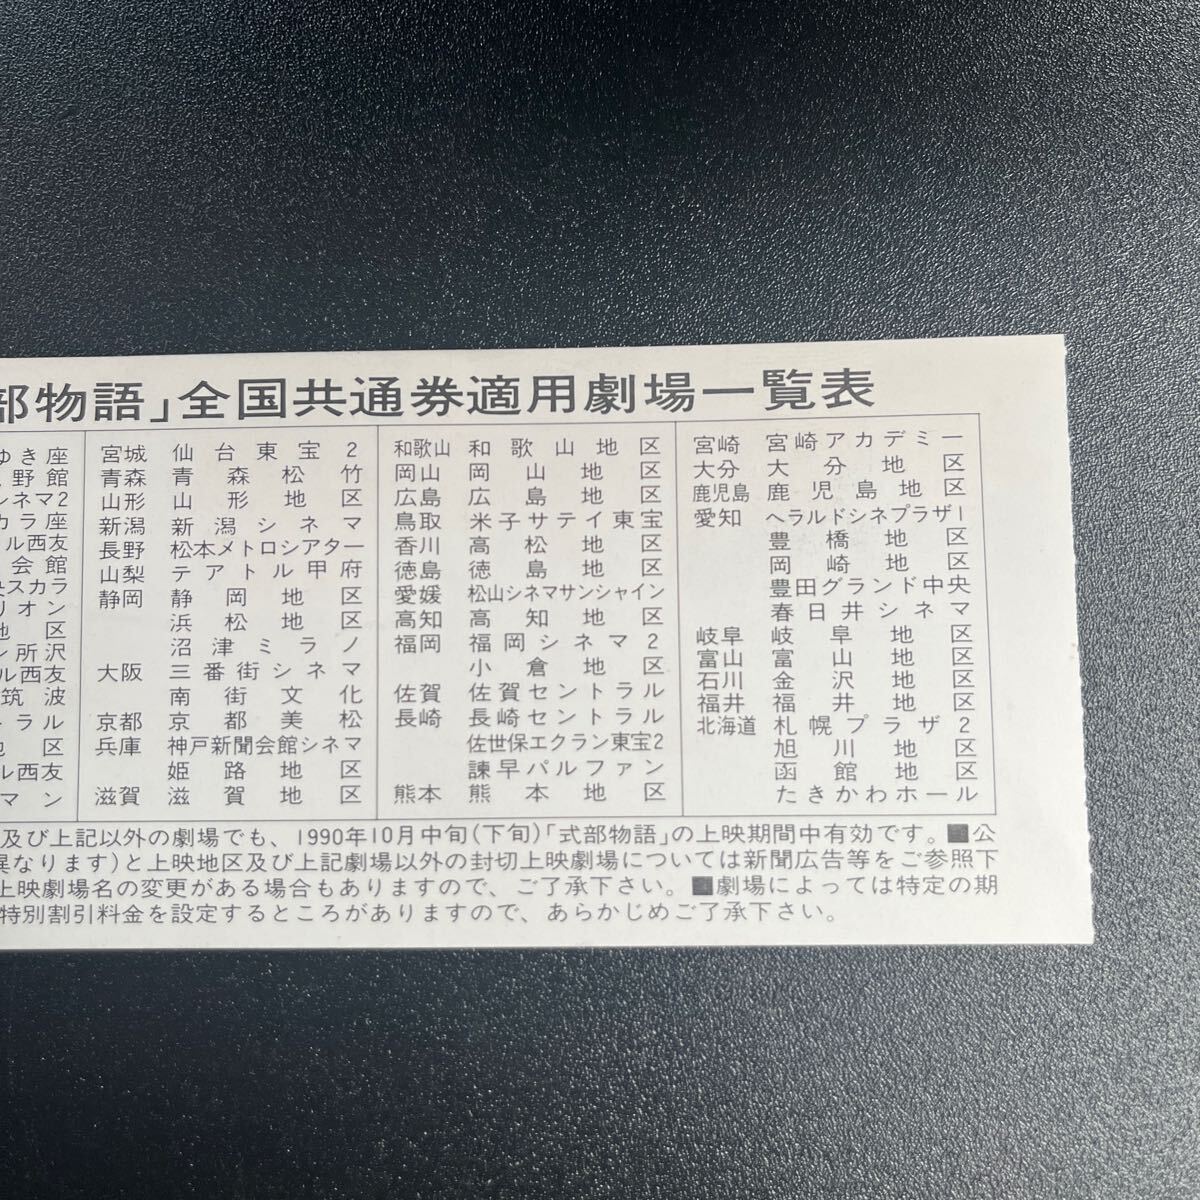 部物語」全国共通券適用劇場一覧表
ゆき座
野館
シネマ2
カラ座
ル西友
会館
央スカラ
リオン
地区
ン所沢
ル西友
筑波
ーラル
地区
ル西友
マン
宮城 仙台東宝2
青森 青森松竹
山形 山形地区
新潟 新潟シネマ
長野 松本メトロシアター
山梨 テアトル甲府
静岡 静岡地区
浜松地区
沼津ミラノ
大阪 三番街シネマ
南街文化
京都 京都美松
兵庫 神戸新聞会館シネマ
姫路地区
滋賀 滋賀地区
和歌山 和歌山地区
岡山 岡山地区
広島 広島地区
鳥取 米子サティ東宝
香川 高松地区
徳島 徳島地区
愛媛 松山シネマサンシャイン
高知 高知地区
福岡 福岡シネマ2
小倉地区
佐賀 佐賀セントラル
長崎 長崎セントラル
佐世保エクラン東宝2
諫早パルファン
熊本 熊本地区
宮崎 宮崎アカデミー
大分 大分地区
鹿児島 鹿児島地区
愛知 ヘラルドシネプラザ1
豊橋地区
岡崎地区
豊田グランド中央
春日井シネマ
岐阜 岐阜地区
富山 富山地区
石川 金沢地区
福井 福井地区
北海道 札幌プラザ2
旭川地区
函館地区
たきかわホール
及び上記以外の劇場でも、1990年10月中旬(下旬)「式部物語」の上映期間中有効です。■公
異なります)と上映地区及び上記劇場以外の封切上映劇場については新聞広告等をご参照下
上映劇場名の変更がある場合もありますので、ご了承下さい。■劇場によっては特定の期
特別割引料金を設定するところがありますので、あらかじめご了承下さい。